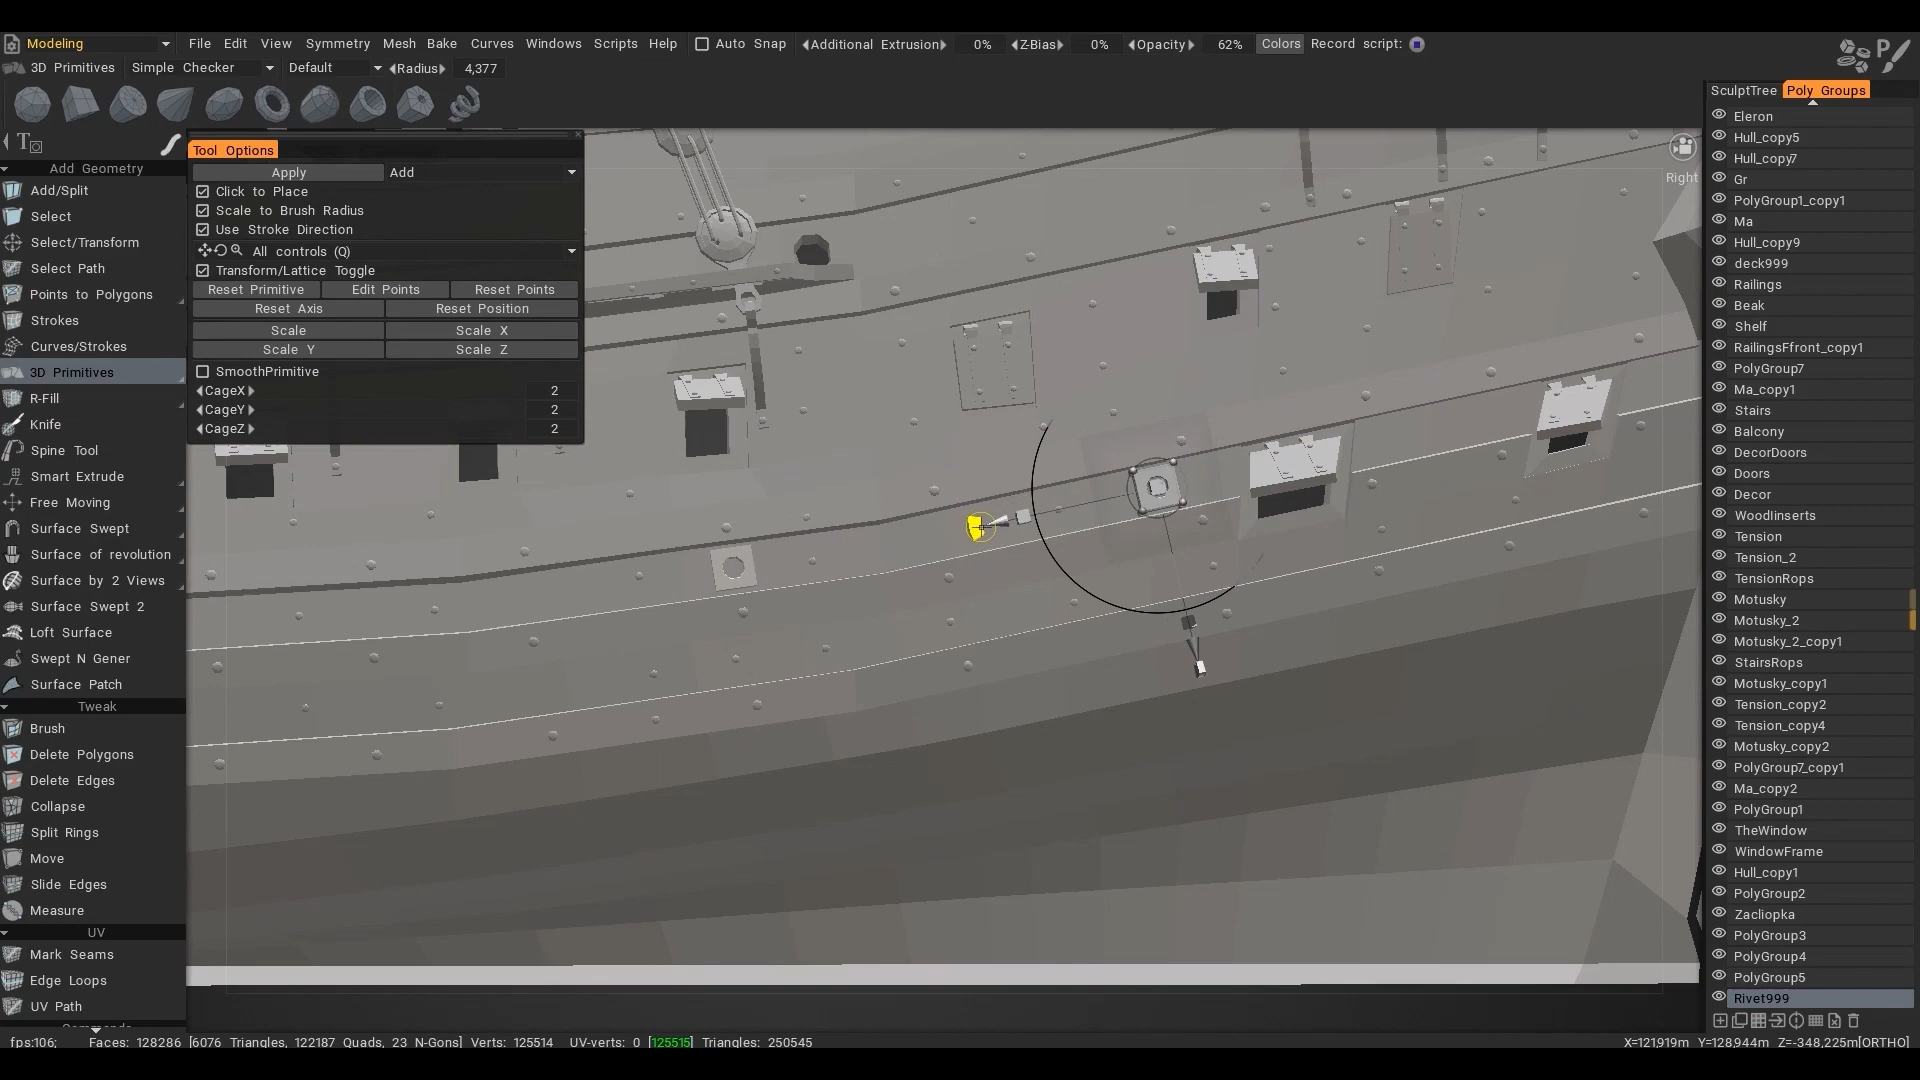 Modeling File Edit View Symmetry Mesh Bake Curves Windows Scripts Help Auto Snap Additional Extrusion 0% Z-Bias 0% Opacity 62% Colors Record script:
3D Primitives Simple Checker Default Radius 4,377
SculptTree Poly Groups
Tool Options
Apply Add
Click to Place
Scale to Brush Radius
Use Stroke Direction
All controls (Q)
Transform/Lattice Toggle
Reset Primitive Edit Points Reset Points
Reset Axis Reset Position
Scale Scale X
Scale Y Scale Z
SmoothPrimitive
CageX 2
CageY 2
CageZ 2
Right
Add Geometry
Add/Split
Select
Select/Transform
Select Path
Points to Polygons
Strokes
Curves/Strokes
3D Primitives
R-Fill
Knife
Spine Tool
Smart Extrude
Free Moving
Surface Swept
Surface of revolution
Surface by 2 Views
Surface Swept 2
Loft Surface
Swept N Gener
Surface Patch
Tweak
Brush
Delete Polygons
Delete Edges
Collapse
Split Rings
Move
Slide Edges
Measure
UV
Mark Seams
Edge Loops
UV Path
Eleron
Hull_copy5
Hull_copy7
Gr
PolyGroup1_copy1
Ma
Hull_copy9
deck999
Railings
Beak
Shelf
RailingsFfront_copy1
PolyGroup7
Ma_copy1
Stairs
Balcony
DecorDoors
Doors
Decor
WoodInserts
Tension
Tension_2
TensionRops
Motusky
Motusky_2
Motusky_2_copy1
StairsRops
Motusky_copy1
Tension_copy2
Tension_copy4
Motusky_copy2
PolyGroup7_copy1
Ma_copy2
PolyGroup1
TheWindow
WindowFrame
Hull_copy1
PolyGroup2
Zacliopka
PolyGroup3
PolyGroup4
PolyGroup5
Rivet999
fps:106; Faces: 128286 [6076 Triangles, 122187 Quads, 23 N-Gons] Verts: 125514 UV-verts: 0 [125515] Triangles: 250545 X=121,919m Y=128,944m Z=-348,225m[ORTHO]